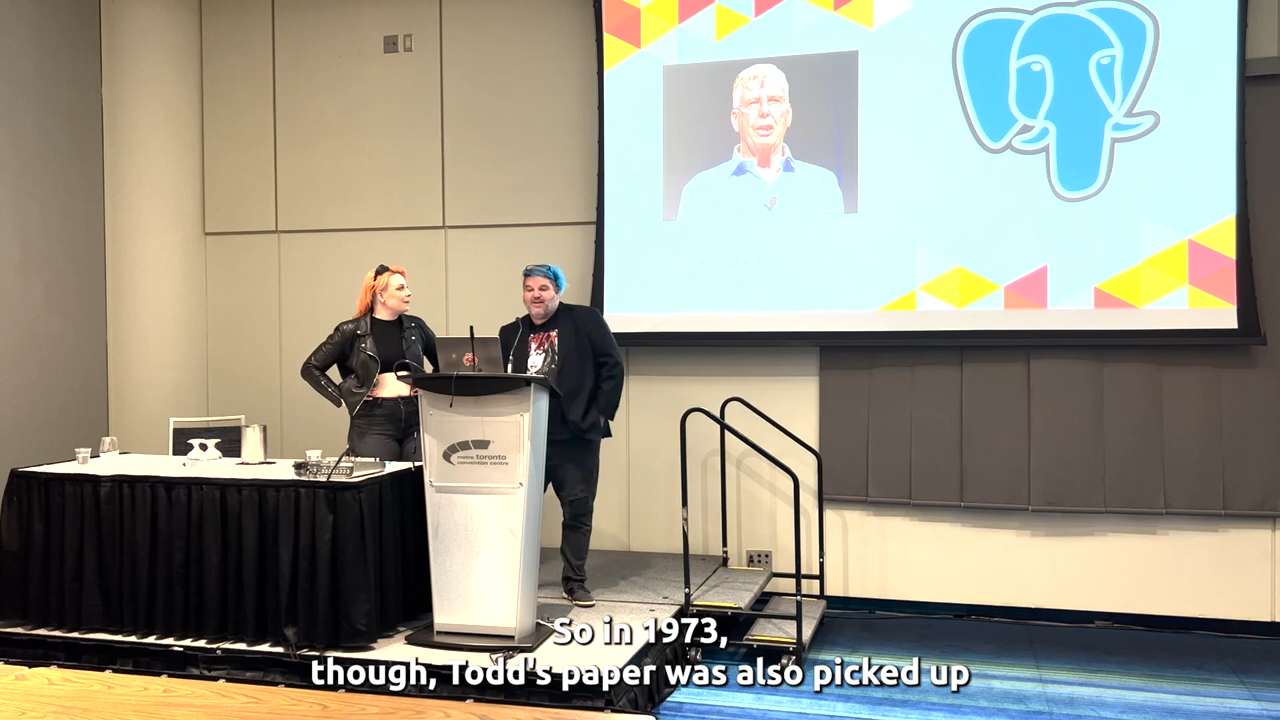 metro toronto
convention centre
So in 1973,
though, Todd's paper was also picked up